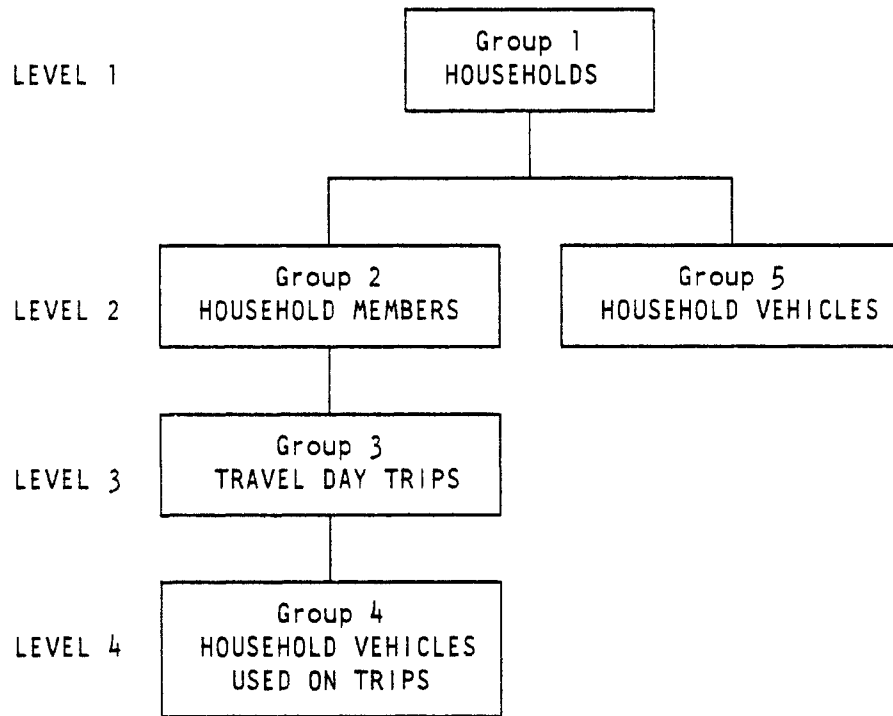 LEVEL 1
Group 1
HOUSEHOLDS
LEVEL 2
Group 2
HOUSEHOLD MEMBERS
Group 5
HOUSEHOLD VEHICLES
LEVEL 3
Group 3
TRAVEL DAY TRIPS
LEVEL 4
Group 4
HOUSEHOLD VEHICLES
USED ON TRIPS